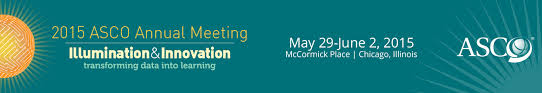 2015 ASCO Annual Meeting
Illumination&Innovation
transforming data into learning
May 29-June 2, 2015
McCormick Place | Chicago, Illinois
ASCO